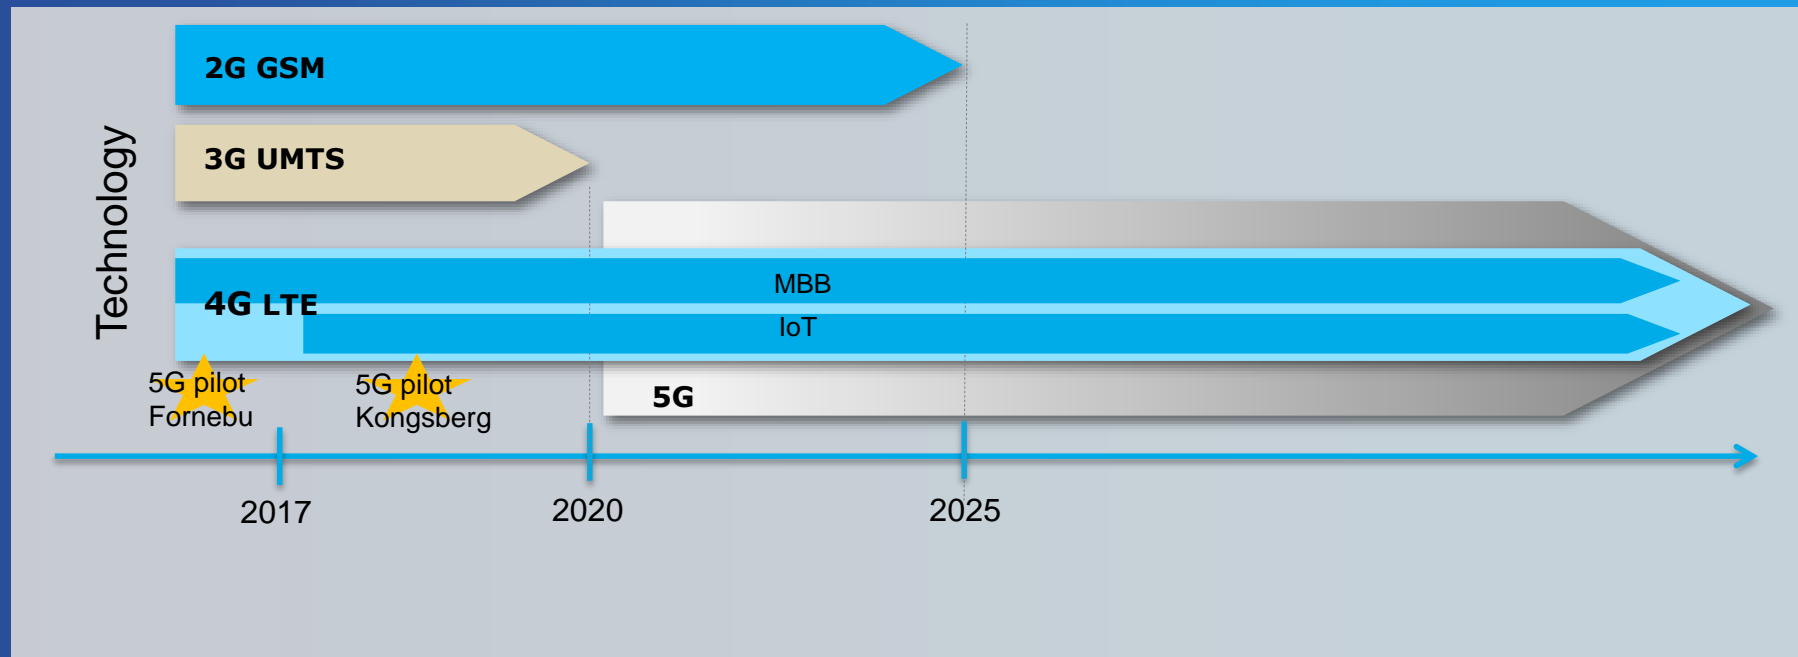 Technology
2G GSM
3G UMTS
4G LTE
MBB
IoT
5G pilot
Fornebu
5G pilot
Kongsberg
5G
2017
2020
2025